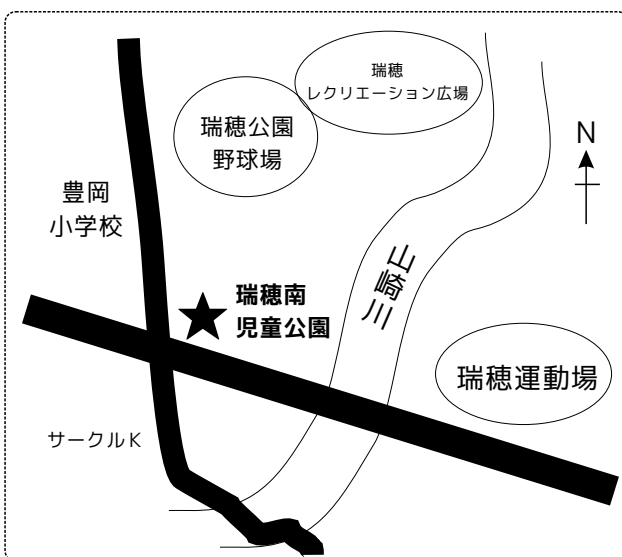 瑞穂
レクリエーション広場
瑞穂公園
野球場
N
豊岡
小学校
山崎川
瑞穂南
児童公園
瑞穂運動場
サークルK